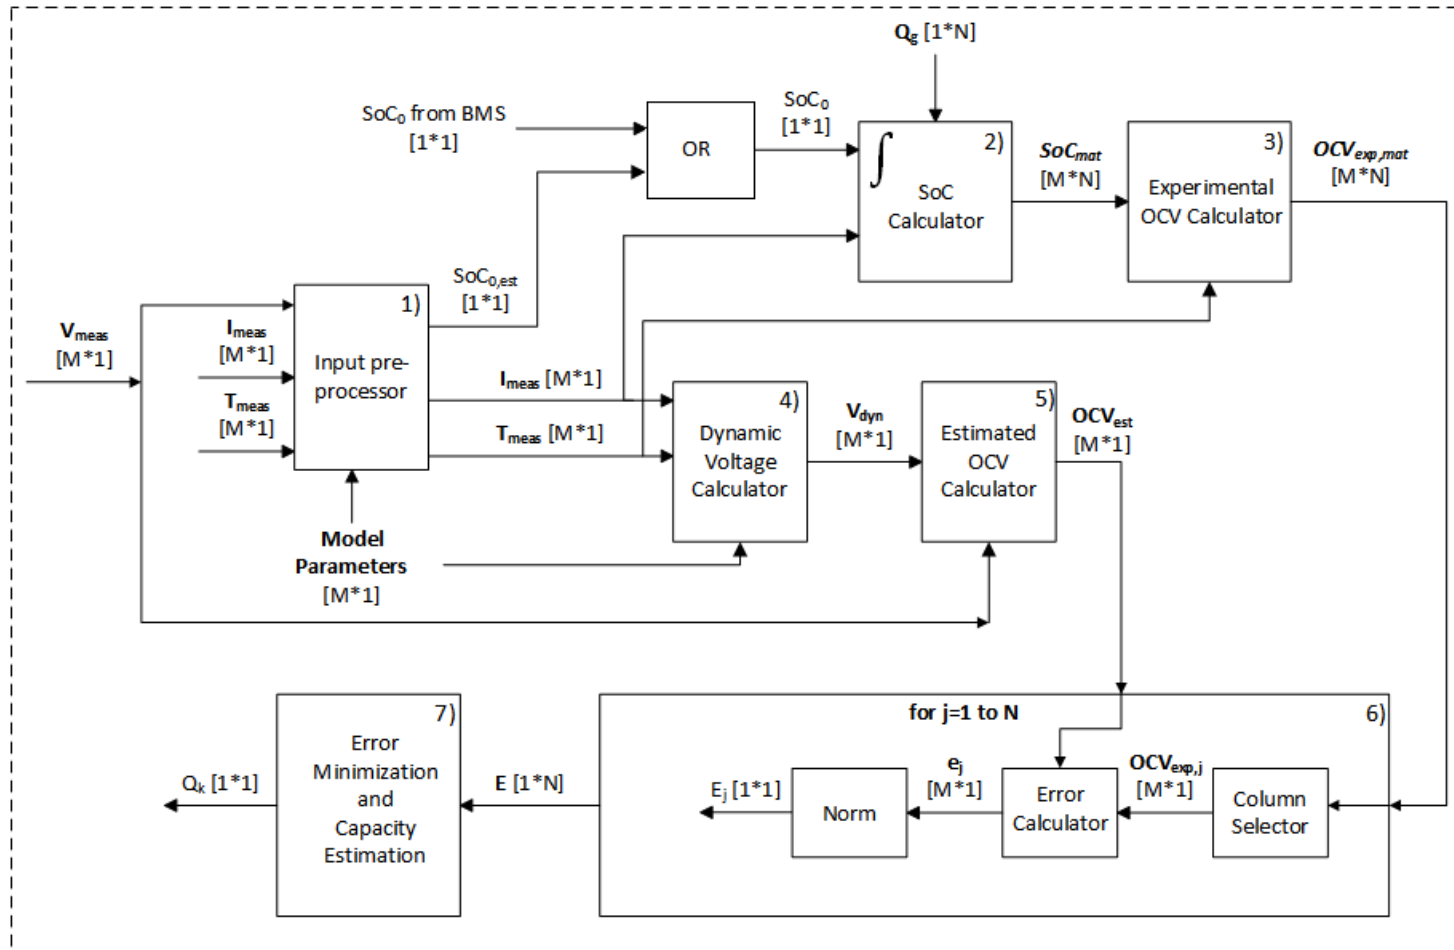 Q_g [1*N]
SoC_0 from BMS
[1*1]
OR
SoC_0
[1*1]
∫
2)
SoC
Calculator
SoC_mat
[M*N]
3)
Experimental
OCV Calculator
OCV_exp,mat
[M*N]
SoC_0,est
[1*1]
V_meas
[M*1]
I_meas
[M*1]
T_meas
[M*1]
1)
Input pre-
processor
I_meas [M*1]
T_meas [M*1]
Model
Parameters
[M*1]
4)
Dynamic
Voltage
Calculator
V_dyn
[M*1]
5)
Estimated
OCV
Calculator
OCV_est
[M*1]
for j=1 to N
6)
OCV_exp,j
[M*1]
Column
Selector
Error
Calculator
e_j
[M*1]
Norm
E_j [1*1]
E [1*N]
7)
Error
Minimization
and
Capacity
Estimation
Q_k [1*1]